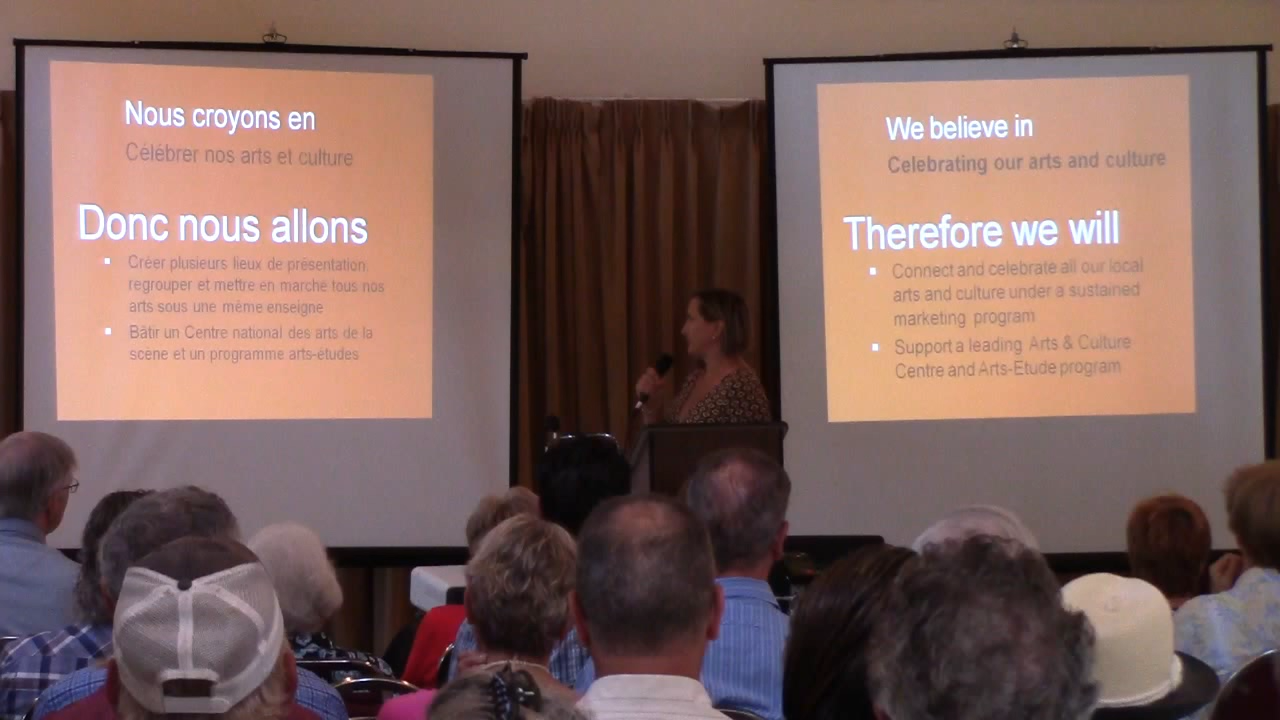 Nous croyons en
Célébrer nos arts et culture
Donc nous allons
Créer plusieurs lieux de présentation,
regrouper et mettre en marché tous nos
arts sous une même enseigne
Bâtir un Centre national des arts de la
scène et un programme arts-études
We believe in
Celebrating our arts and culture
Therefore we will
Connect and celebrate all our local
arts and culture under a sustained
marketing program
Support a leading Arts & Culture
Centre and Arts-Etude program